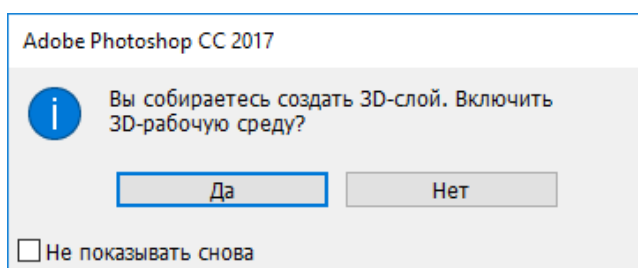 Adobe Photoshop CC 2017
Вы собираетесь создать 3D-слой. Включить
3D-рабочую среду?
Да
Нет
Не показывать снова